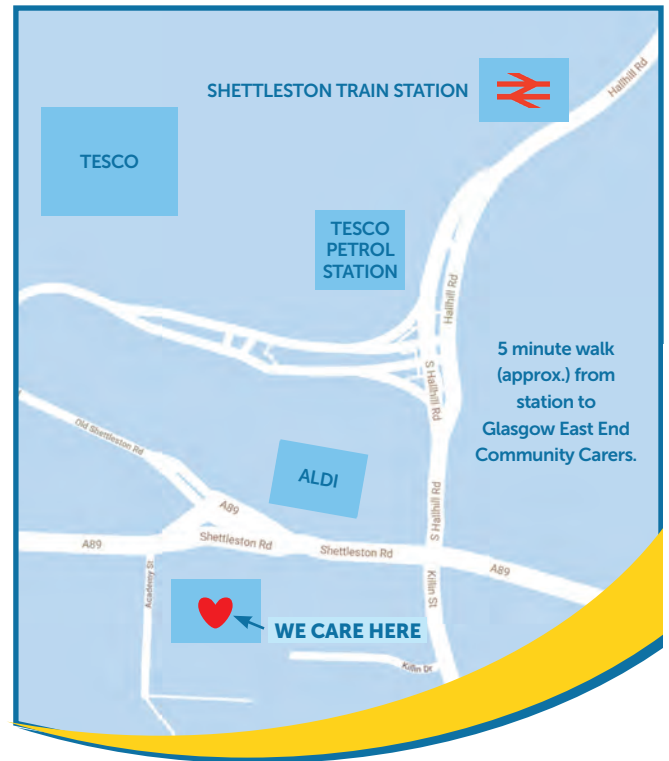 Hallhill Rd
SHETTLESTON TRAIN STATION
TESCO
TESCO
PETROL
STATION
Hallhill Rd
5 minute walk
(approx.) from
station to
Glasgow East End
Community Carers.
S Hallhill Rd
Old Shettleston Rd
ALDI
S Hallhill Rd
A89
A89
Shettleston Rd
Shettleston Rd
A89
Academy St
Killin St
WE CARE HERE
Killin Dr